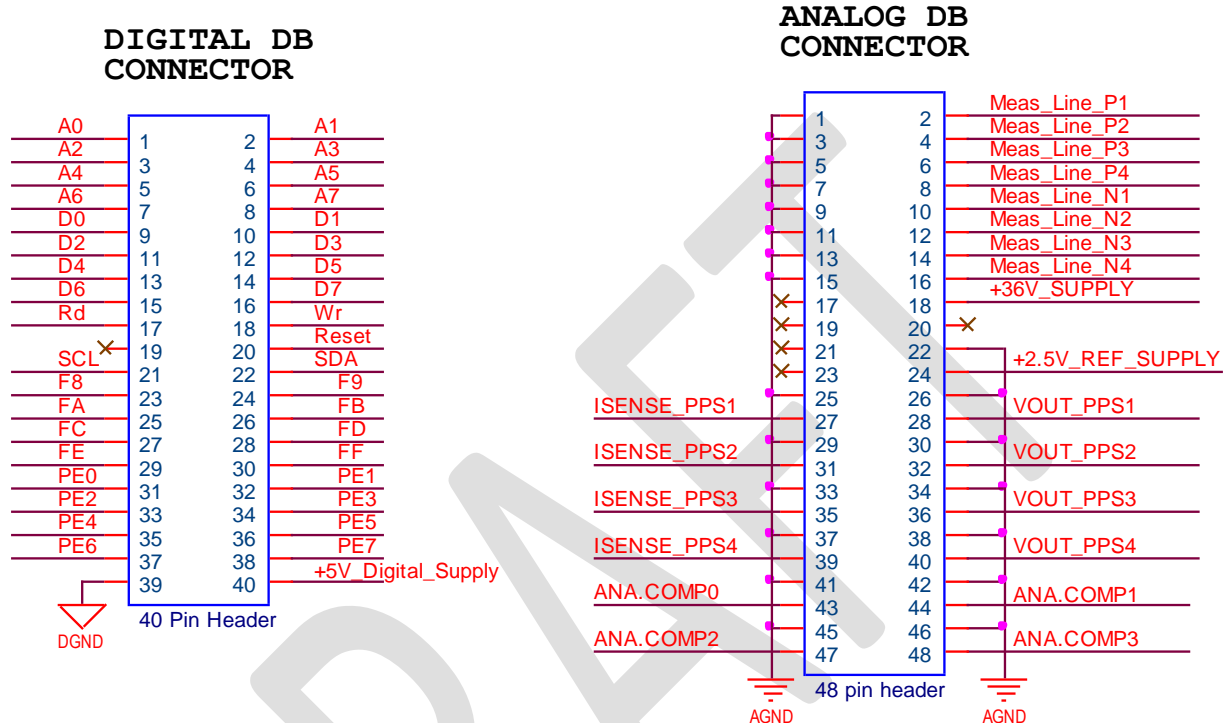 DIGITAL DB
CONNECTOR
A0 1 2 A1
A2 3 4 A3
A4 5 6 A5
A6 7 8 A7
D0 9 10 D1
D2 11 12 D3
D4 13 14 D5
D6 15 16 D7
Rd 17 18 Wr
19 20 Reset
SCL 21 22 SDA
F8 23 24 F9
FA 25 26 FB
FC 27 28 FD
FE 29 30 FF
PE0 31 32 PE1
PE2 33 34 PE3
PE4 35 36 PE5
PE6 37 38 PE7
39 40 +5V_Digital_Supply
40 Pin Header
DGND
ANALOG DB
CONNECTOR
1 2 Meas_Line_P1
3 4 Meas_Line_P2
5 6 Meas_Line_P3
7 8 Meas_Line_P4
9 10 Meas_Line_N1
11 12 Meas_Line_N2
13 14 Meas_Line_N3
15 16 Meas_Line_N4
17 18 +36V_SUPPLY
19 20
21 22
23 24 +2.5V_REF_SUPPLY
25 26
ISENSE_PPS1 27 28 VOUT_PPS1
29 30
ISENSE_PPS2 31 32 VOUT_PPS2
33 34
ISENSE_PPS3 35 36 VOUT_PPS3
37 38
ISENSE_PPS4 39 40 VOUT_PPS4
41 42
ANA.COMP0 43 44 ANA.COMP1
45 46
ANA.COMP2 47 48 ANA.COMP3
48 pin header
AGND
AGND
DRAFT